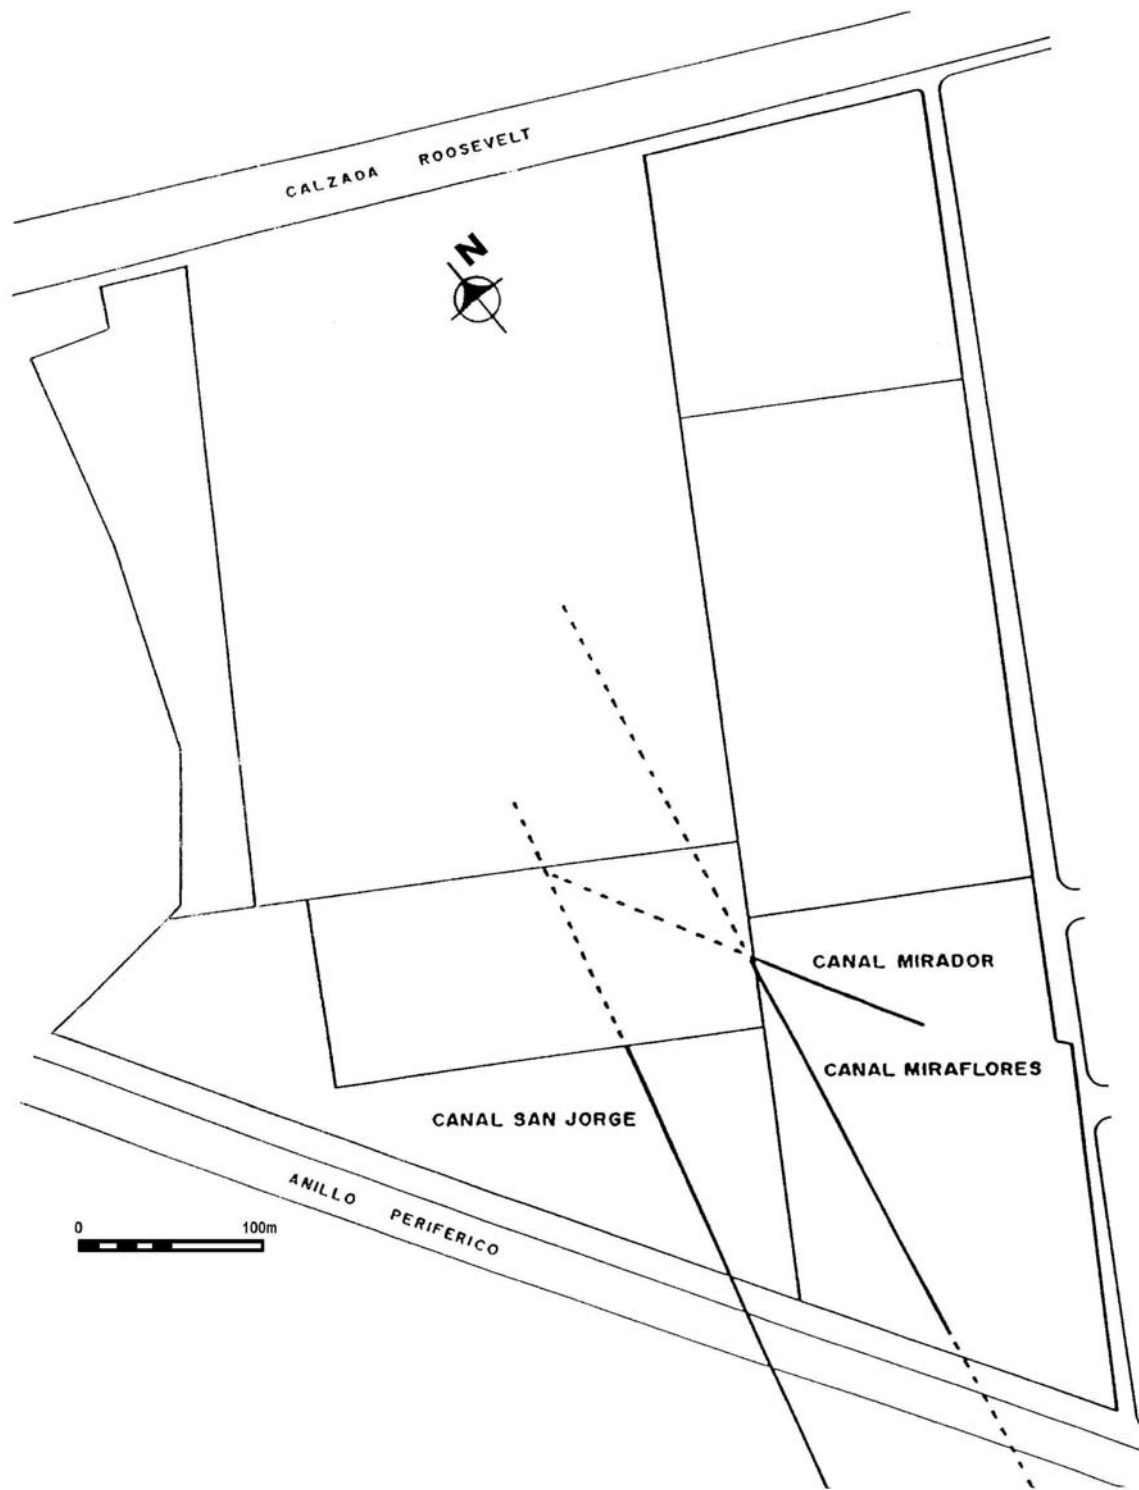 CALZADA ROOSEVELT
N
CANAL MIRADOR
CANAL MIRAFLORES
CANAL SAN JORGE
ANILLO PERIFERICO
0 100m